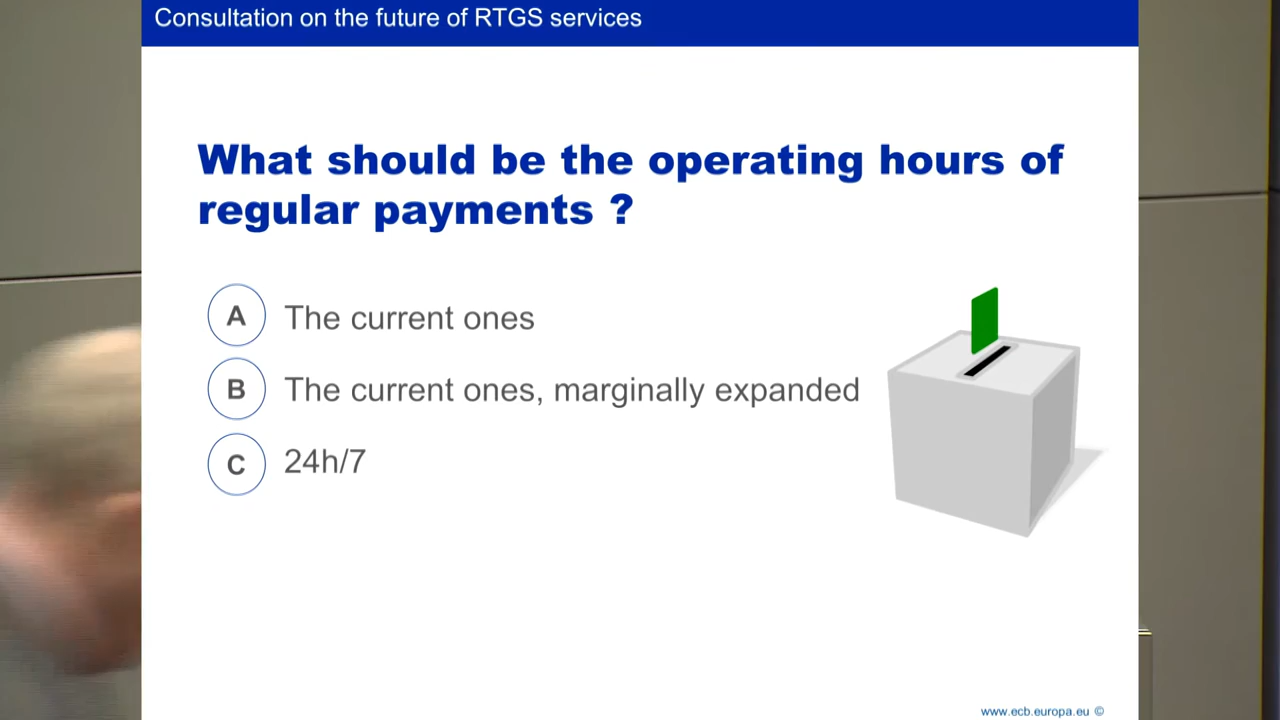 Consultation on the future of RTGS services
What should be the operating hours of
regular payments ?
A The current ones
B The current ones, marginally expanded
C 24h/7
www.ecb.europa.eu ©